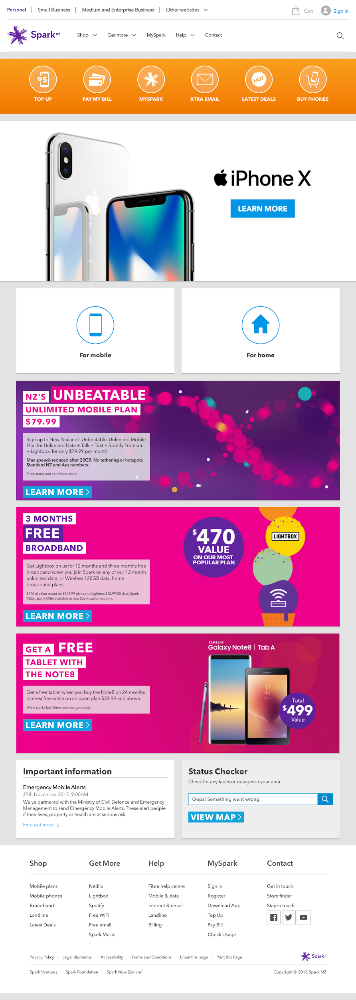 Personal | Small Business | Medium and Enterprise Business | Other websites
Cart
Sign in
Spark nz
Shop
Get more
MySpark
Help
Contact
TOP UP
PAY MY BILL
MYSPARK
XTRA EMAIL
HOT
LATEST DEALS
BUY PHONES
iPhone X
LEARN MORE
For mobile
For home
NZ'S UNBEATABLE
UNLIMITED MOBILE PLAN
$79.99
Sign up to New Zealand's Unbeatable, Unlimited Mobile
Plan for Unlimited Data + Talk + Text + Spotify Premium
+ Lightbox, for only $79.99 per month.
Max speeds reduced after 22GB. No tethering or hotspots.
Standard NZ and Aus numbers.
Spark terms and conditions apply.
LEARN MORE
3 MONTHS
FREE
BROADBAND
Get Lightbox on us for 12 months and three months free
broadband when you join Spark on any of our 12 month
unlimited data, or Wireless 120GB data, home
broadband plans.
$470 of value based on $104.99 plans and Lightbox $12.99/30 days. Spark
T&Cs; apply. Offer available to new Spark customers only.
LEARN MORE
$470
VALUE
ON OUR MOST
POPULAR PLAN
LIGHTBOX
GET A FREE
TABLET WITH
THE NOTE8
Get a free tablet when you buy the Note8 on 24 months
interest free while on an open plan $39.99 and above.
While stocks last. Terms and charges apply.
LEARN MORE
SAMSUNG
Galaxy Note8 | Tab A
SAMSUNG
12
45
Total
$499
Value
Important information
Emergency Mobile Alerts
27th November 2017, 9:00AM
We've partnered with the Ministry of Civil Defence and Emergency
Management to send Emergency Mobile Alerts. These alert people
if their lives, property or health are at serious risk.
Find out more
Status Checker
Check for any faults or outages in your area.
Oops! Something went wrong.
VIEW MAP
Shop
Mobile plans
Mobile phones
Broadband
Landline
Latest Deals
Get More
Netflix
Lightbox
Spotify
Free WiFi
Free email
Spark Music
Help
Fibre help centre
Mobile & data
Internet & email
Landline
Billing
MySpark
Sign In
Register
Download App
Top Up
Pay Bill
Check Usage
Contact
Get in touch
Store finder
Stay in touch
Privacy Policy | Legal disclaimer | Accessibility | Terms and Conditions | Email this page | Print this Page
Spark nz
Spark Ventures | Spark Foundation | Spark New Zealand
Copyright © 2018 Spark NZ